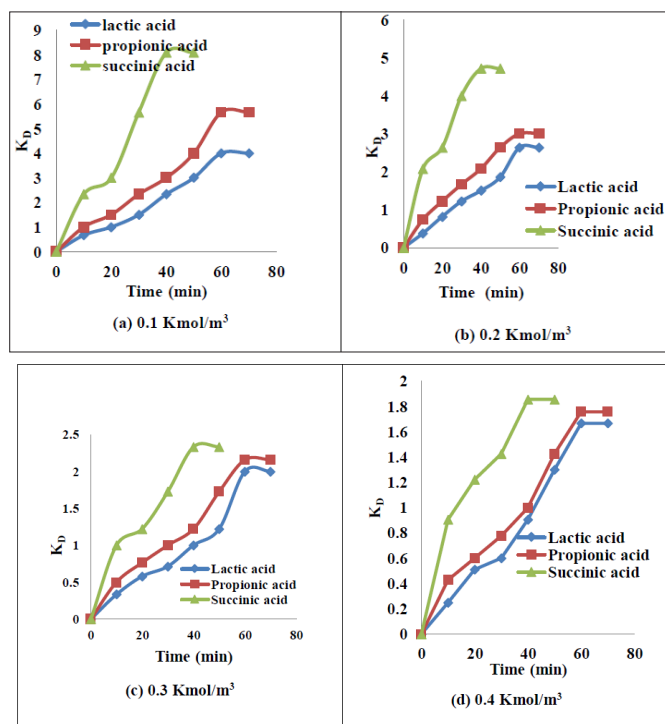 9
8
7
6
5
4
3
2
1
0
K_D
lactic acid
propionic acid
succinic acid
0 20 40 60 80
Time (min)
(a) 0.1 Kmol/m³
6
5
4
3
2
1
0
K_D
Lactic acid
Propionic acid
Succinic acid
0 20 40 60 80
Time (min)
(b) 0.2 Kmol/m³
2.5
2
1.5
1
0.5
0
K_D
Lactic acid
Propionic acid
Succinic acid
0 20 40 60 80
Time (min)
(c) 0.3 Kmol/m³
2
1.8
1.6
1.4
1.2
1
0.8
0.6
0.4
0.2
0
K_D
Lactic acid
Propionic acid
Succinic acid
0 20 40 60 80
Time (min)
(d) 0.4 Kmol/m³